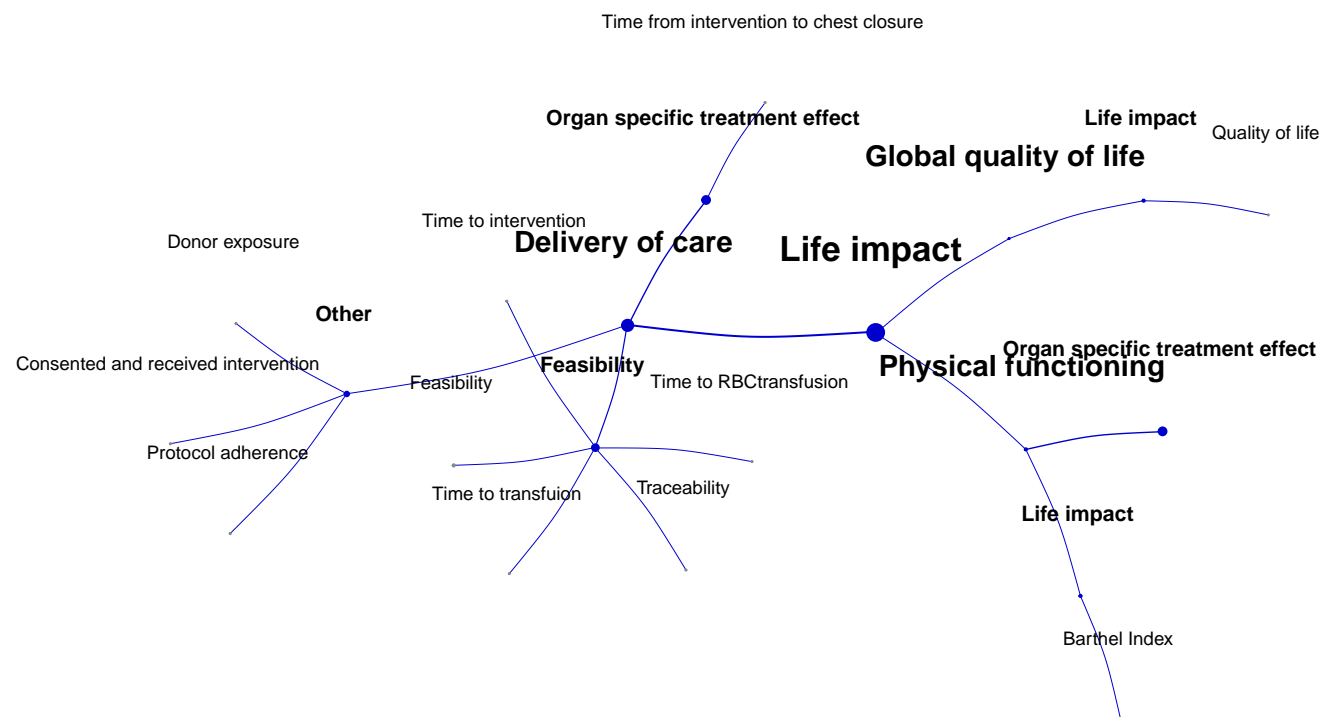 Time from intervention to chest closure
Organ specific treatment effect
Life impact
Quality of life
Global quality of life
Time to intervention
Donor exposure
Delivery of care
Life impact
Other
Organ specific treatment effect
Consented and received intervention
Feasibility
Physical functioning
Feasibility
Time to RBCtransfusion
Protocol adherence
Time to transfuion
Traceability
Life impact
Barthel Index